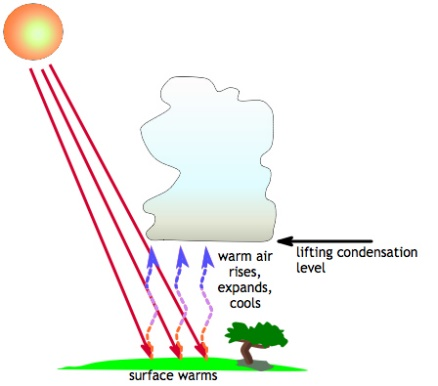 warm air
rises,
expands,
cools
lifting condensation
level
surface warms